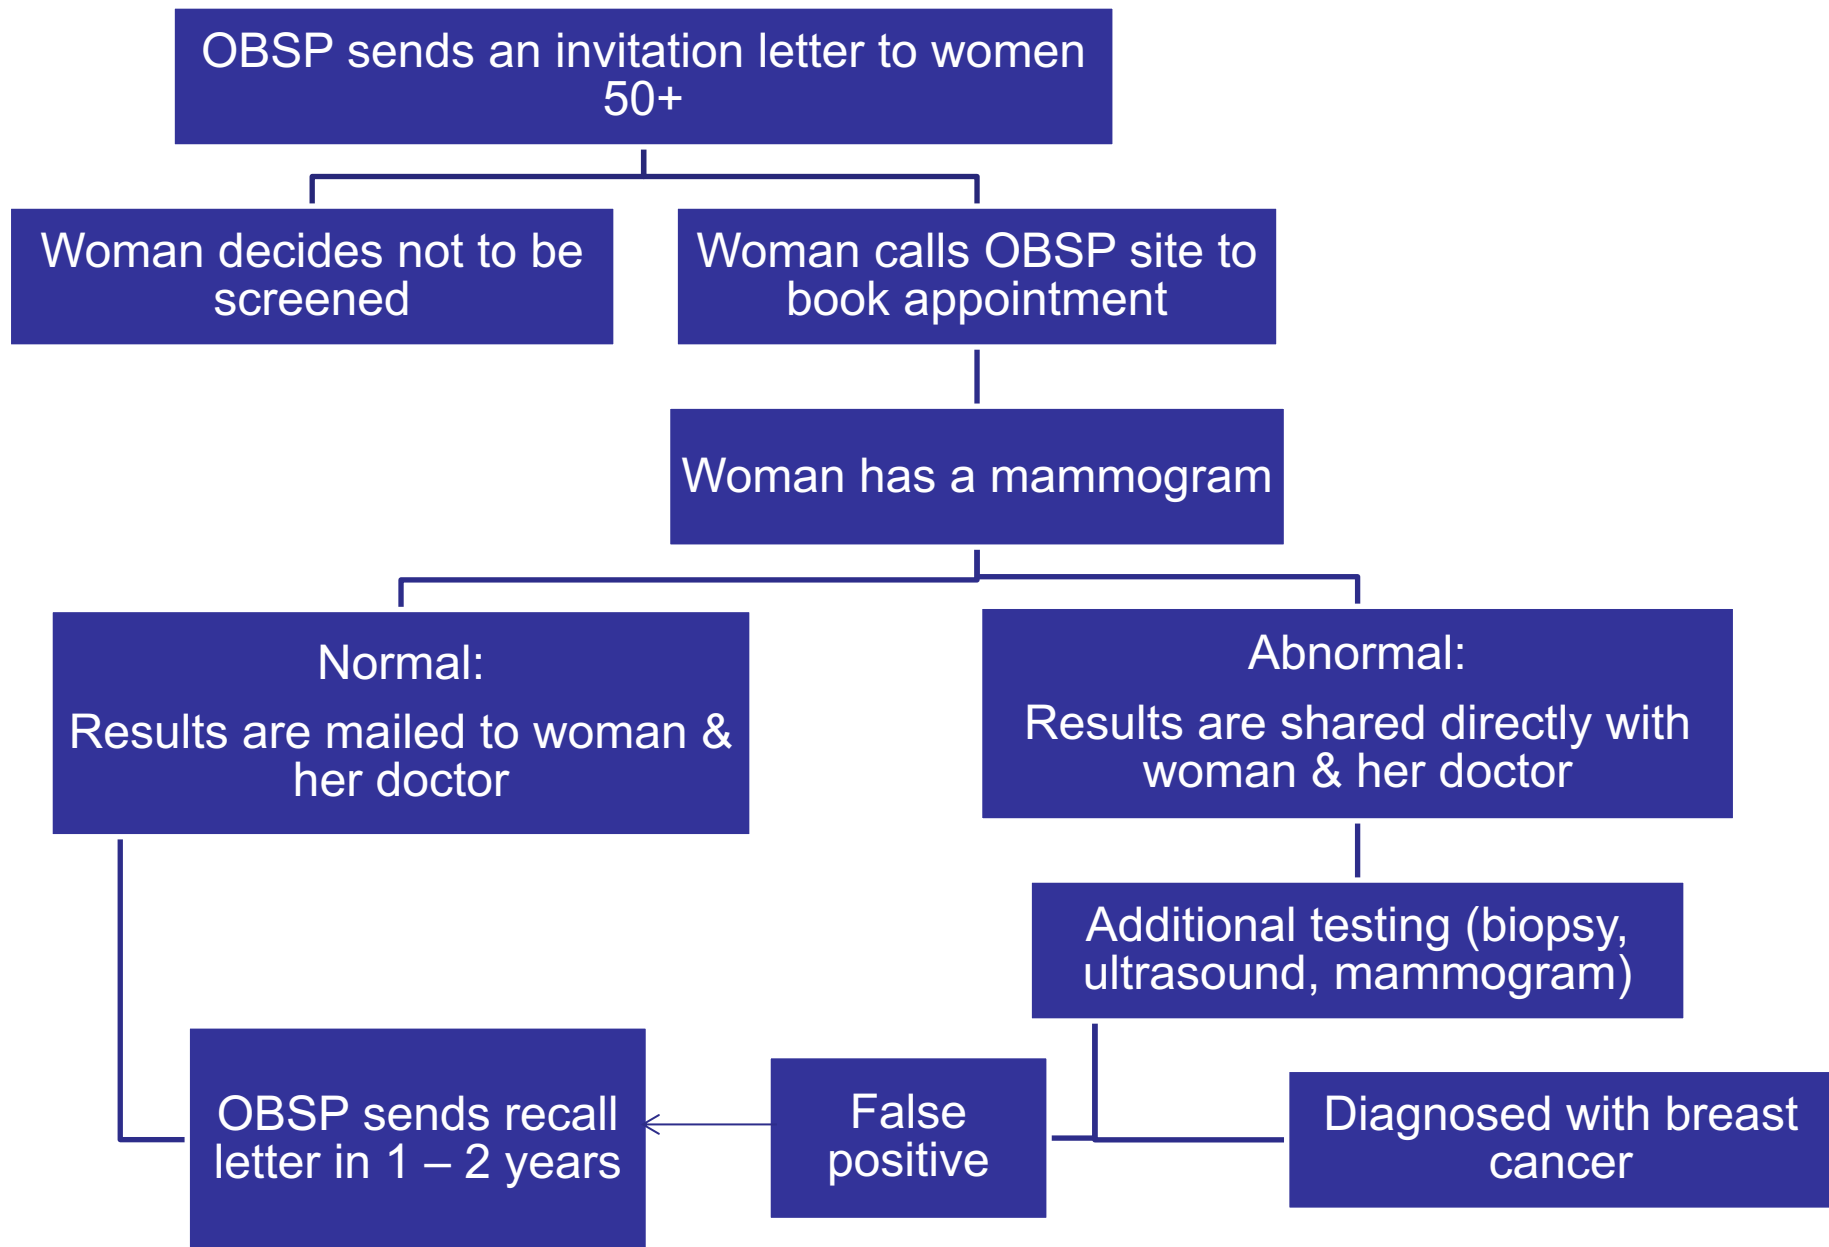 OBSP sends an invitation letter to women
50+
Woman decides not to be
screened
Woman calls OBSP site to
book appointment
Woman has a mammogram
Normal:
Results are mailed to woman &
her doctor
Abnormal:
Results are shared directly with
woman & her doctor
Additional testing (biopsy,
ultrasound, mammogram)
OBSP sends recall
letter in 1 – 2 years
False
positive
Diagnosed with breast
cancer